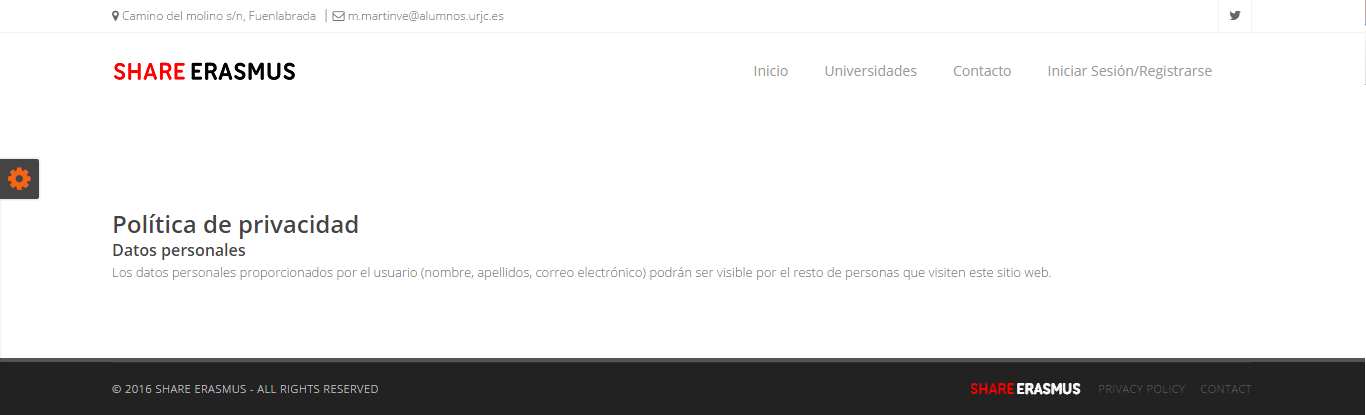 Camino del molino s/n, Fuenlabrada | m.martinve@alumnos.urjc.es
SHARE ERASMUS Inicio Universidades Contacto Iniciar Sesión/Registrarse
Política de privacidad
Datos personales
Los datos personales proporcionados por el usuario (nombre, apellidos, correo electrónico) podrán ser visible por el resto de personas que visiten este sitio web.
© 2016 SHARE ERASMUS - ALL RIGHTS RESERVED SHARE ERASMUS PRIVACY POLICY CONTACT